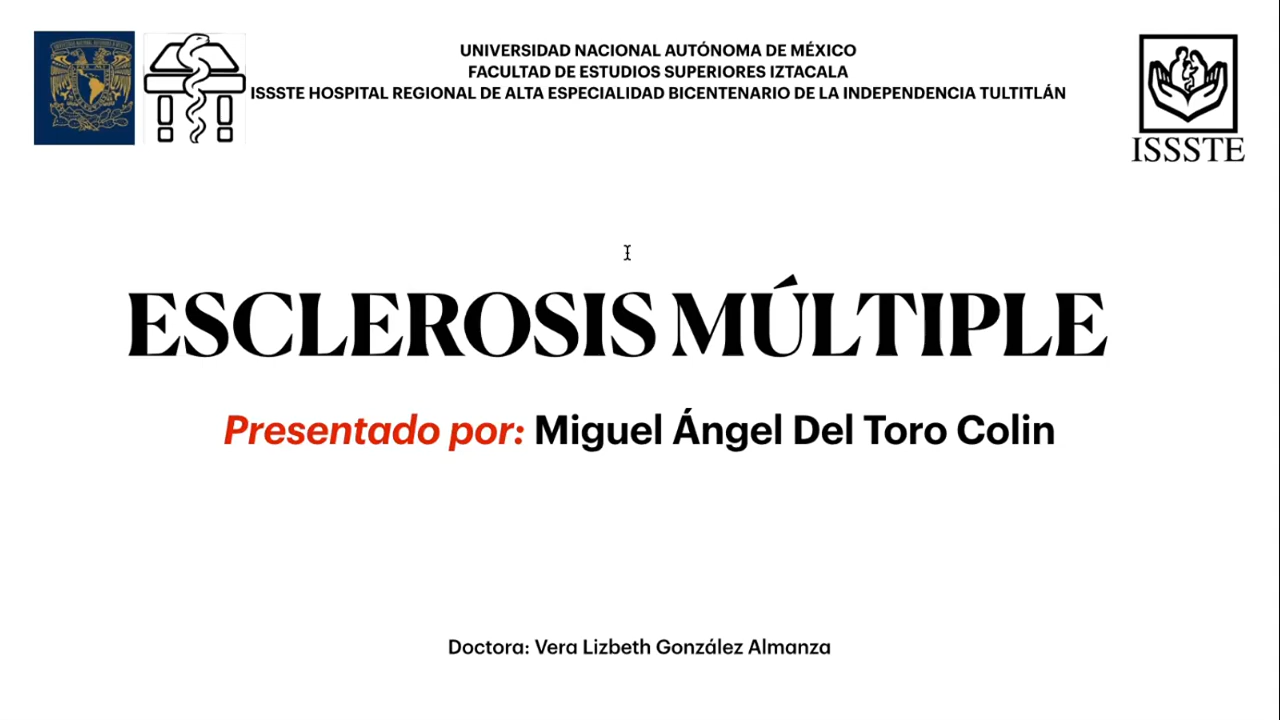 UNIVERSIDAD NACIONAL AUTÓNOMA DE MÉXICO
FACULTAD DE ESTUDIOS SUPERIORES IZTACALA
ISSSTE HOSPITAL REGIONAL DE ALTA ESPECIALIDAD BICENTENARIO DE LA INDEPENDENCIA TULTITLÁN
ISSSTE
ESCLEROSIS MÚLTIPLE
Presentado por: Miguel Ángel Del Toro Colin
Doctora: Vera Lizbeth González Almanza